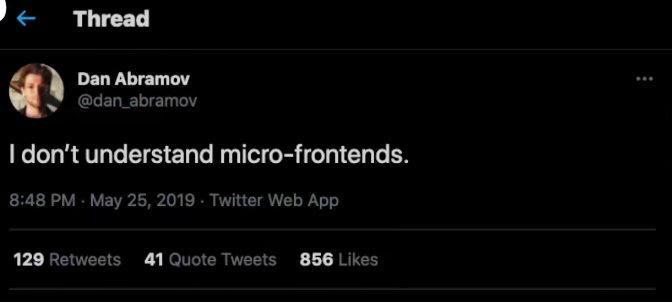 Thread
Dan Abramov
@dan_abramov
I don't understand micro-frontends.
8:48 PM · May 25, 2019 · Twitter Web App
129 Retweets 41 Quote Tweets 856 Likes